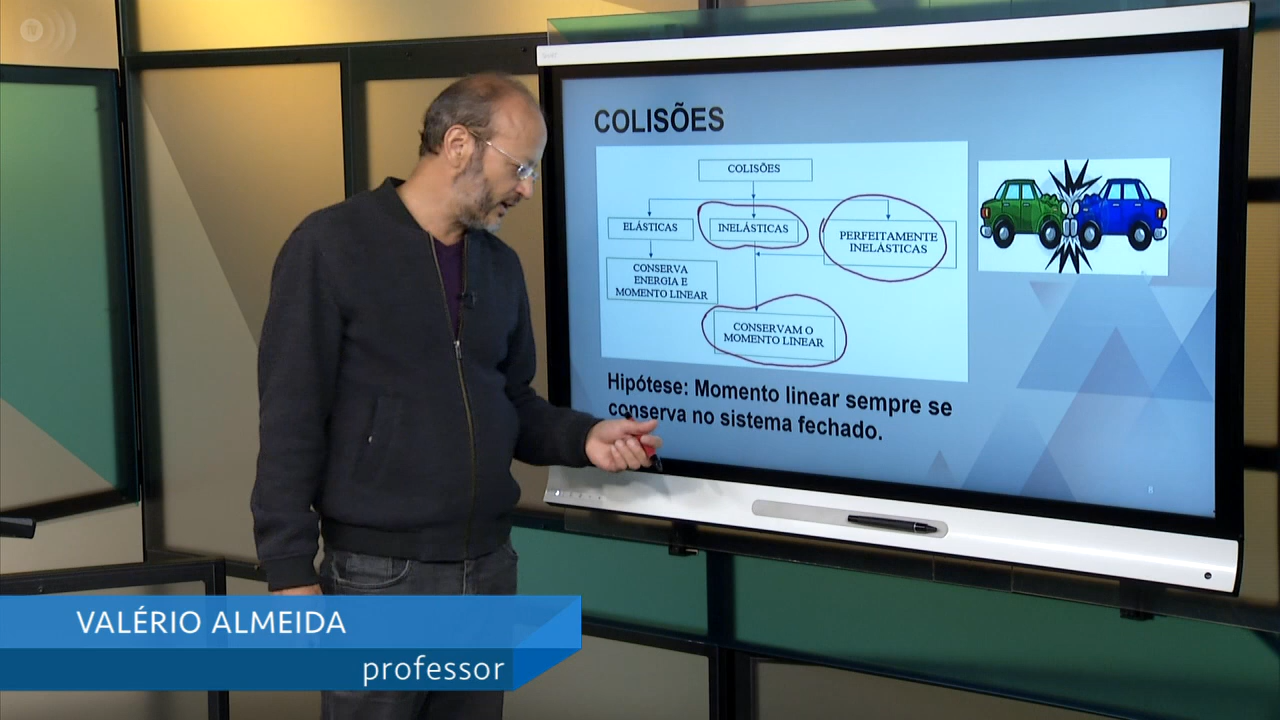 COLISÕES
COLISÕES
ELÁSTICAS
INELÁSTICAS
PERFEITAMENTE
INELÁSTICAS
CONSERVA
ENERGIA E
MOMENTO LINEAR
CONSERVAM O
MOMENTO LINEAR
Hipótese: Momento linear sempre se
conserva no sistema fechado.
8
VALÉRIO ALMEIDA
professor